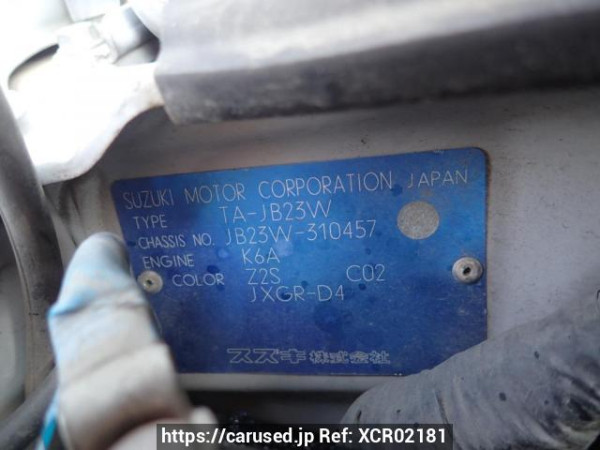 SUZUKI MOTOR CORPORATION JAPAN
TYPE TA-JB23W
CHASSIS NO. JB23W-310457
ENGINE K6A
COLOR Z2S C02
JXGR-D4
スズキ株式会社
https://carused.jp Ref: XCR02181